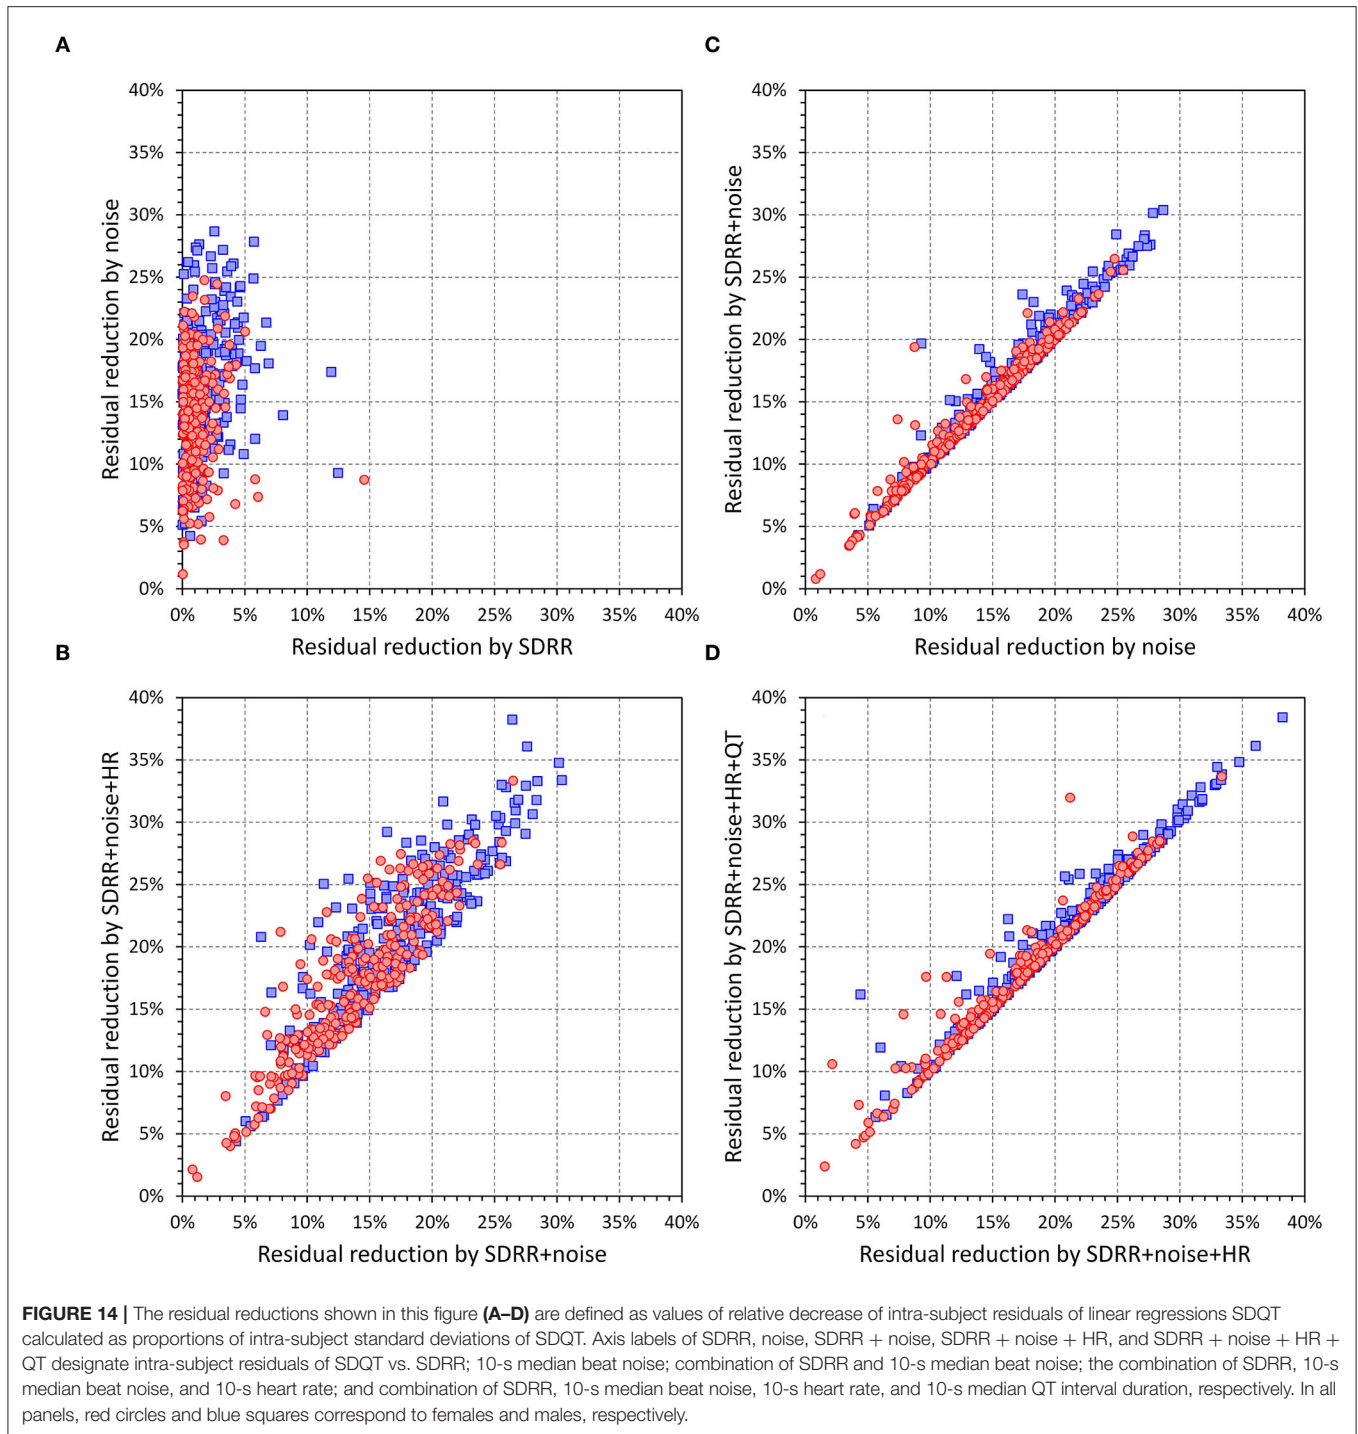 A
40%
35%
30%
25%
20%
15%
10%
5%
0%
Residual reduction by noise
0% 5% 10% 15% 20% 25% 30% 35% 40%
Residual reduction by SDRR
C
40%
35%
30%
25%
20%
15%
10%
5%
0%
Residual reduction by SDRR+noise
0% 5% 10% 15% 20% 25% 30% 35% 40%
Residual reduction by noise
B
40%
35%
30%
25%
20%
15%
10%
5%
0%
Residual reduction by SDRR+noise+HR
0% 5% 10% 15% 20% 25% 30% 35% 40%
Residual reduction by SDRR+noise
D
40%
35%
30%
25%
20%
15%
10%
5%
0%
Residual reduction by SDRR+noise+HR+QT
0% 5% 10% 15% 20% 25% 30% 35% 40%
Residual reduction by SDRR+noise+HR
FIGURE 14 | The residual reductions shown in this figure (A–D) are defined as values of relative decrease of intra-subject residuals of linear regressions SDQT
calculated as proportions of intra-subject standard deviations of SDQT. Axis labels of SDRR, noise, SDRR + noise, SDRR + noise + HR, and SDRR + noise + HR +
QT designate intra-subject residuals of SDQT vs. SDRR; 10-s median beat noise; combination of SDRR and 10-s median beat noise; the combination of SDRR, 10-s
median beat noise, and 10-s heart rate; and combination of SDRR, 10-s median beat noise, 10-s heart rate, and 10-s median QT interval duration, respectively. In all
panels, red circles and blue squares correspond to females and males, respectively.